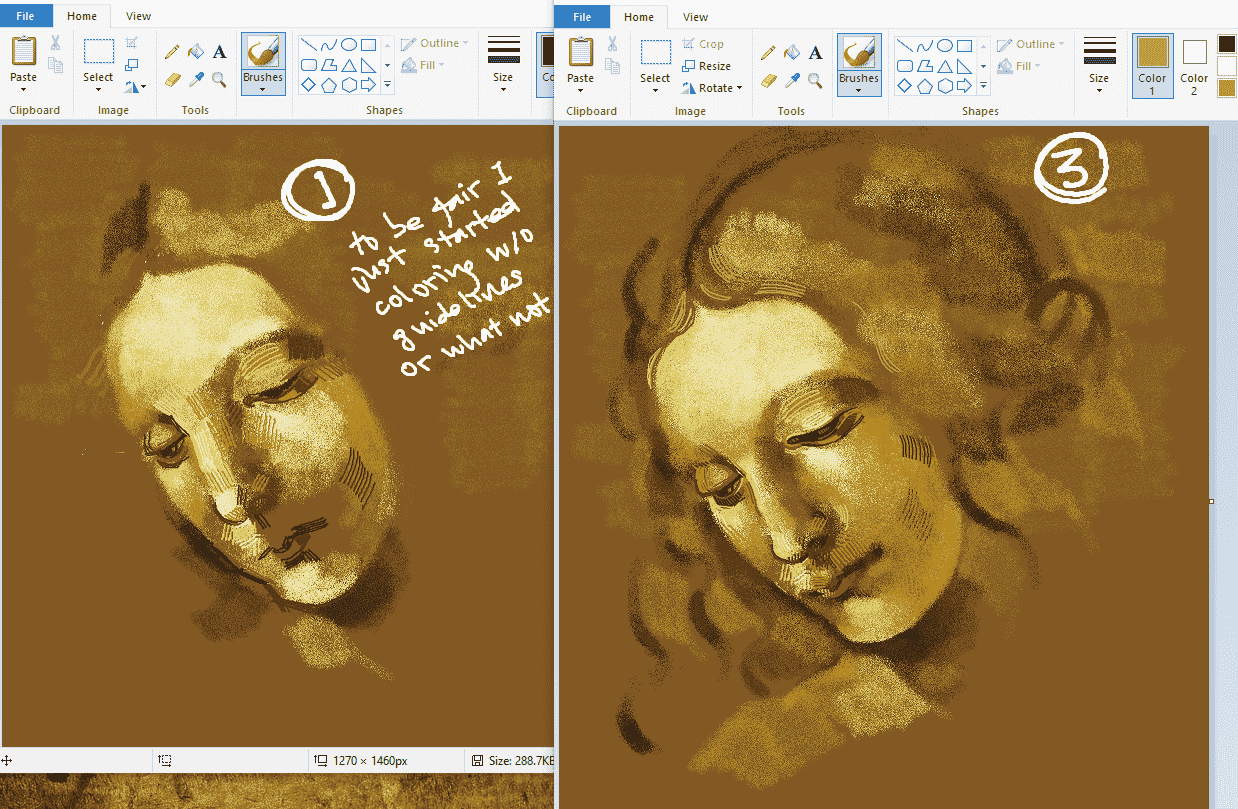 File Home View
Paste Select Brushes Size Co
Outline
Fill
Clipboard Image Tools Shapes
1
to be fair I
Just started
coloring w/o
guidelines
or what not
1270 × 1460px Size: 288.7KB
File Home View
Paste Select Crop Brushes Outline Size Color Color
Resize Fill 1 2
Rotate
Clipboard Image Tools Shapes
3